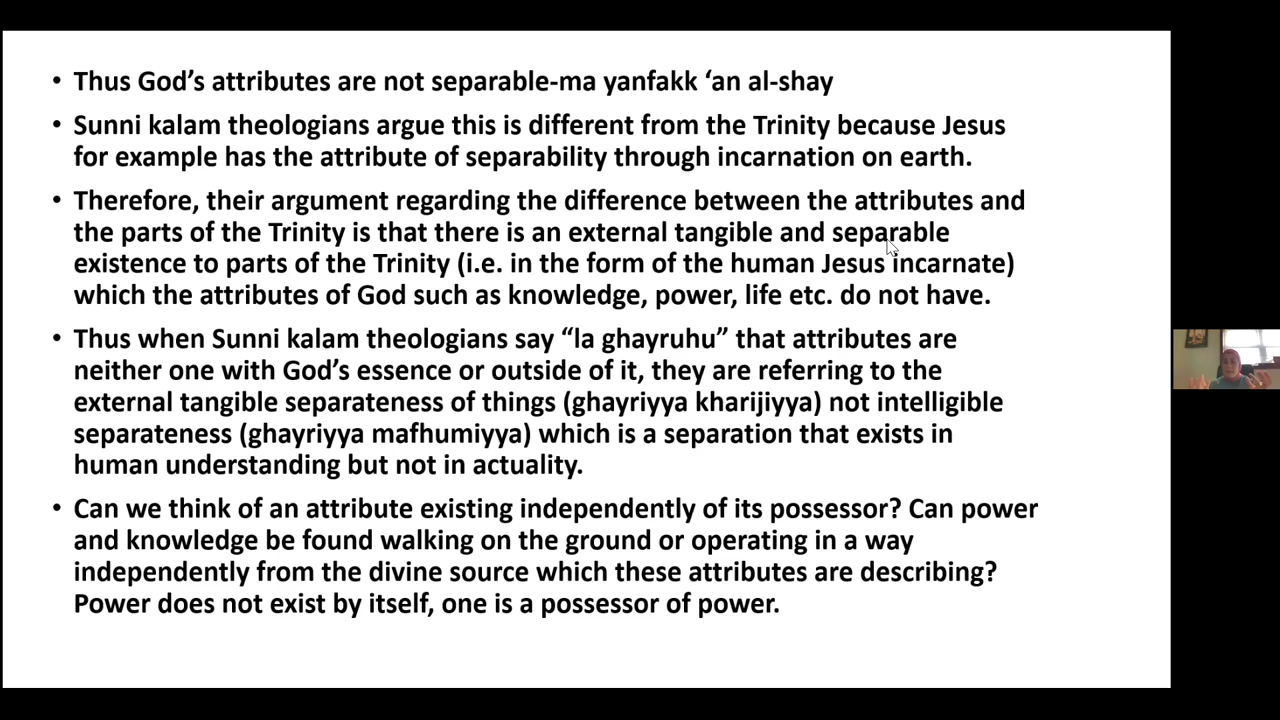 • Thus God’s attributes are not separable-ma yanfakk ‘an al-shay
• Sunni kalam theologians argue this is different from the Trinity because Jesus
for example has the attribute of separability through incarnation on earth.
• Therefore, their argument regarding the difference between the attributes and
the parts of the Trinity is that there is an external tangible and separable
existence to parts of the Trinity (i.e. in the form of the human Jesus incarnate)
which the attributes of God such as knowledge, power, life etc. do not have.
• Thus when Sunni kalam theologians say “la ghayruhu” that attributes are
neither one with God’s essence or outside of it, they are referring to the
external tangible separateness of things (ghayriyya kharijiyya) not intelligible
separateness (ghayriyya mafhumiyya) which is a separation that exists in
human understanding but not in actuality.
• Can we think of an attribute existing independently of its possessor? Can power
and knowledge be found walking on the ground or operating in a way
independently from the divine source which these attributes are describing?
Power does not exist by itself, one is a possessor of power.